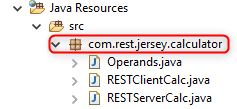 Java Resources
src
com.rest.jersey.calculator
Operands.java
RESTClientCalc.java
RESTServerCalc.java